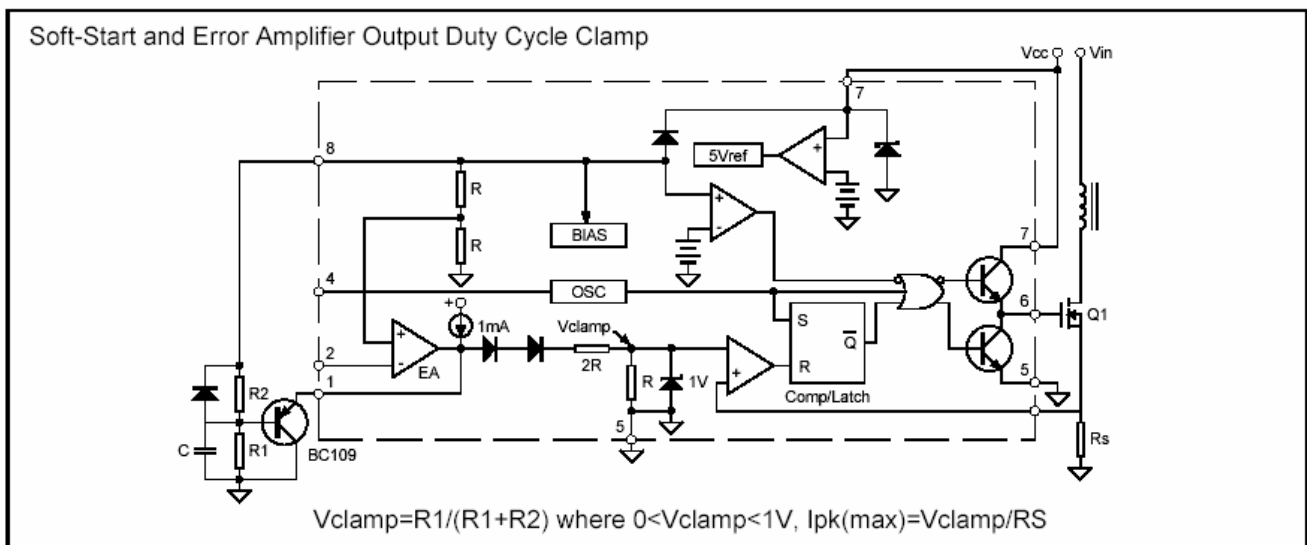 Soft-Start and Error Amplifier Output Duty Cycle Clamp
Vcc
Vin
7
8
5Vref
+
R
+
-
BIAS
R
7
4
OSC
+
6
Q1
1mA
Vclamp
S
Q
+
2
-
EA
2R
R
1V
+
R
5
Comp/Latch
1
R2
R1
C
BC109
5
Rs
Vclamp=R1/(R1+R2) where 0<Vclamp<1V, Ipk(max)=Vclamp/RS